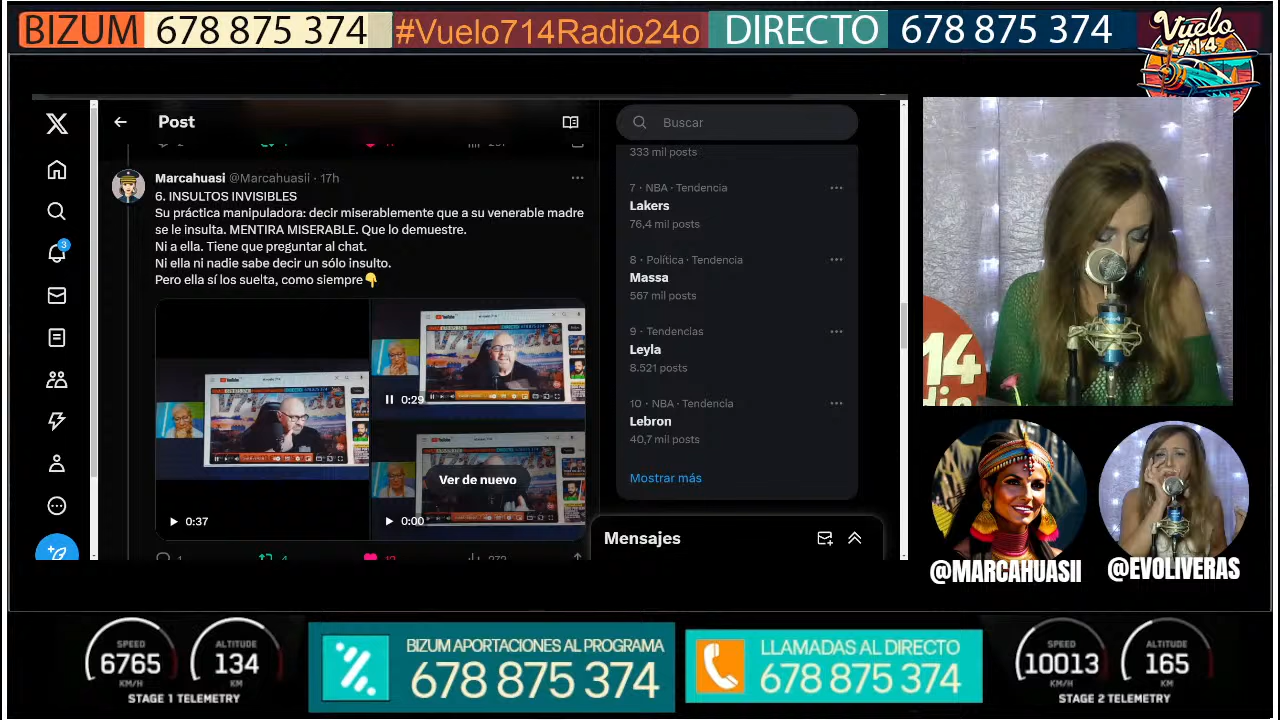 BIZUM 678 875 374 #Vuelo714Radio24o DIRECTO 678 875 374
Vuelo
714
Post
Marcahuasi @Marcahuasii · 17h
6. INSULTOS INVISIBLES
Su práctica manipuladora: decir miserablemente que a su venerable madre
se le insulta. MENTIRA MISERABLE. Que lo demuestre.
Ni a ella. Tiene que preguntar al chat.
Ni ella ni nadie sabe decir un sólo insulto.
Pero ella sí los suelta, como siempre
0:37
0:29
Ver de nuevo
0:00
3
Buscar
333 mil posts
7 · NBA · Tendencia
Lakers
76,4 mil posts
8 · Política · Tendencia
Massa
567 mil posts
9 · Tendencias
Leyla
8.521 posts
10 · NBA · Tendencia
Lebron
40,7 mil posts
Mostrar más
Mensajes
14
@MARCAHUASII
@EVOLIVERAS
SPEED
6765
KM/H
ALTITUDE
134
KM
STAGE 1 TELEMETRY
BIZUM APORTACIONES AL PROGRAMA
678 875 374
LLAMADAS AL DIRECTO
678 875 374
SPEED
10013
KM/H
ALTITUDE
165
KM
STAGE 2 TELEMETRY